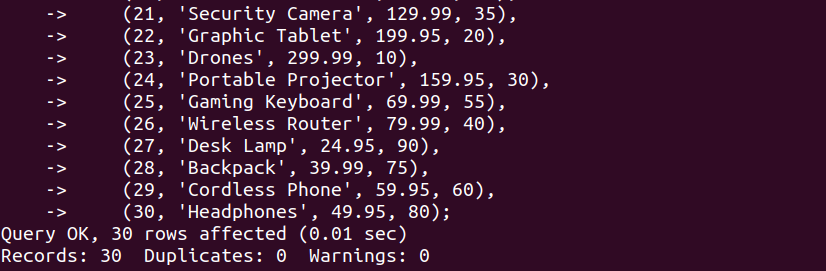 -> (21, 'Security Camera', 129.99, 35),
-> (22, 'Graphic Tablet', 199.95, 20),
-> (23, 'Drones', 299.99, 10),
-> (24, 'Portable Projector', 159.95, 30),
-> (25, 'Gaming Keyboard', 69.99, 55),
-> (26, 'Wireless Router', 79.99, 40),
-> (27, 'Desk Lamp', 24.95, 90),
-> (28, 'Backpack', 39.99, 75),
-> (29, 'Cordless Phone', 59.95, 60),
-> (30, 'Headphones', 49.95, 80);
Query OK, 30 rows affected (0.01 sec)
Records: 30  Duplicates: 0  Warnings: 0